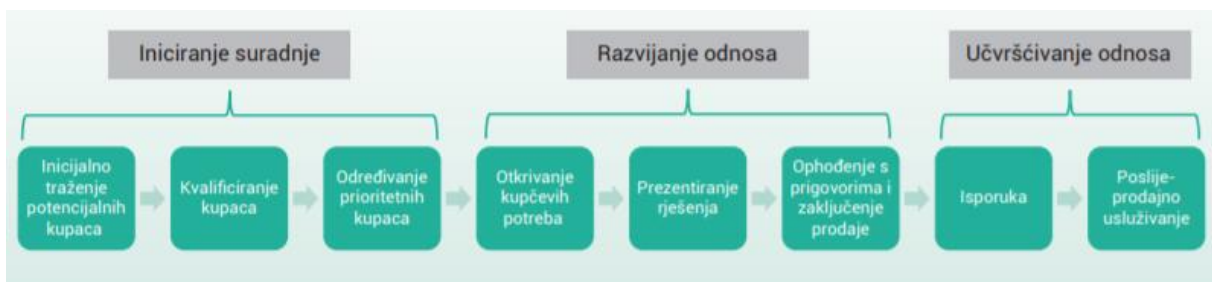 Iniciranje suradnje
Razvijanje odnosa
Učvršćivanje odnosa
Inicijalno
traženje
potencijalnih
kupaca
Kvalificiranje
kupaca
Određivanje
prioritetnih
kupaca
Otkrivanje
kupčevih
potreba
Prezentiranje
rješenja
Ophođenje s
prigovorima i
zaključenje
prodaje
Isporuka
Poslije-
prodajno
usluživanje